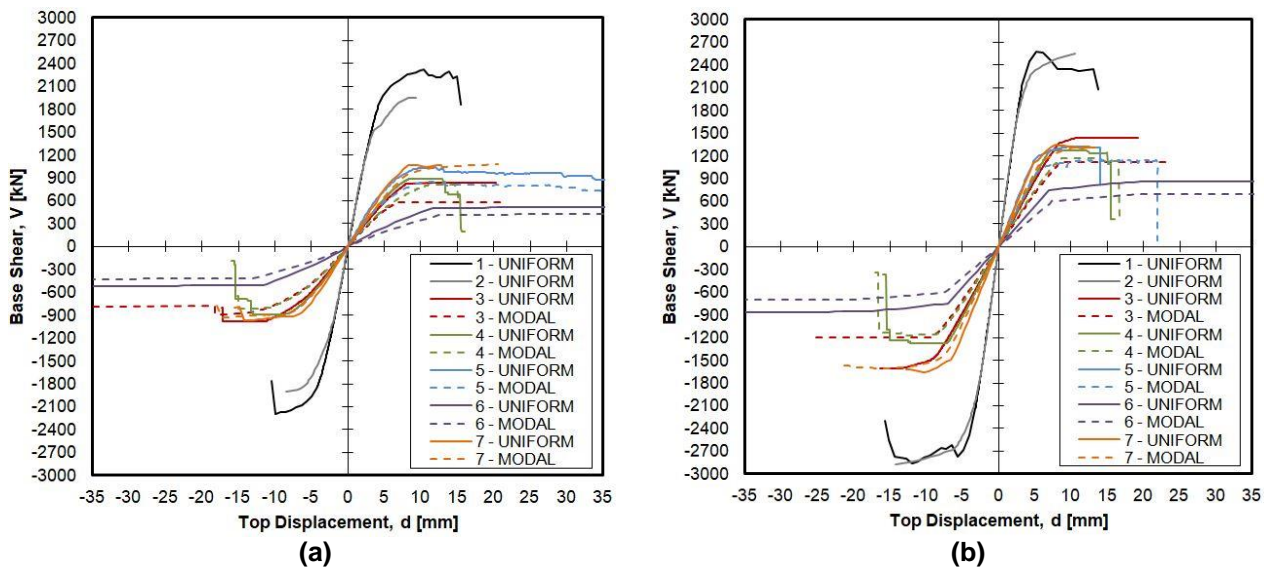 3000
2700
2400
2100
1800
1500
1200
900
600
300
0
-300
-600
-900
-1200
-1500
-1800
-2100
-2400
-2700
-3000
Base Shear, V [kN]
1 - UNIFORM
2 - UNIFORM
3 - UNIFORM
3 - MODAL
4 - UNIFORM
4 - MODAL
5 - UNIFORM
5 - MODAL
6 - UNIFORM
6 - MODAL
7 - UNIFORM
7 - MODAL
-35 -30 -25 -20 -15 -10 -5 0 5 10 15 20 25 30 35
Top Displacement, d [mm]
(a)
3000
2700
2400
2100
1800
1500
1200
900
600
300
0
-300
-600
-900
-1200
-1500
-1800
-2100
-2400
-2700
-3000
Base Shear, V [kN]
1 - UNIFORM
2 - UNIFORM
3 - UNIFORM
3 - MODAL
4 - UNIFORM
4 - MODAL
5 - UNIFORM
5 - MODAL
6 - UNIFORM
6 - MODAL
7 - UNIFORM
7 - MODAL
-35 -30 -25 -20 -15 -10 -5 0 5 10 15 20 25 30 35
Top Displacement, d [mm]
(b)